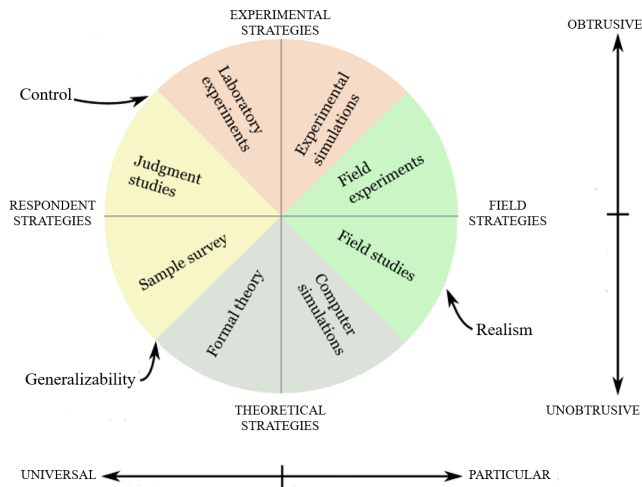 EXPERIMENTAL
STRATEGIES
OBTRUSIVE
Control
Laboratory
experiments
Experimental
simulations
Judgment
studies
Field
experiments
RESPONDENT
STRATEGIES
FIELD
STRATEGIES
Sample survey
Field studies
Formal theory
Computer
simulations
Realism
Generalizability
THEORETICAL
STRATEGIES
UNOBTRUSIVE
UNIVERSAL
PARTICULAR